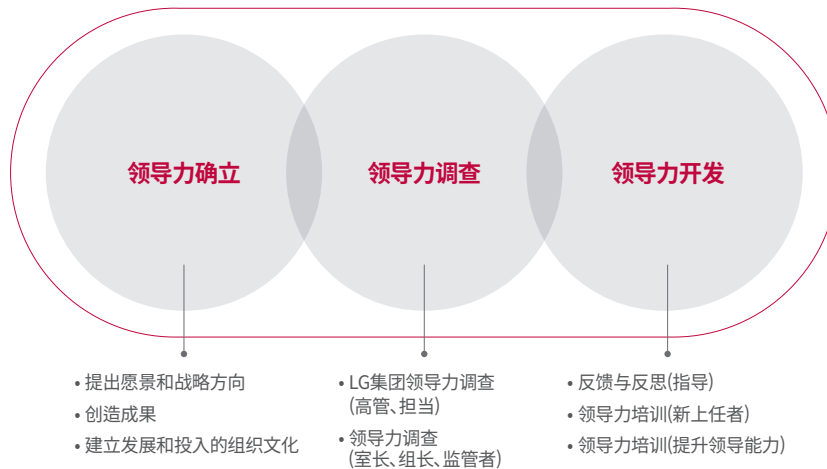 领导力确立
领导力调查
领导力开发
• 提出愿景和战略方向
• 创造成果
• 建立发展和投入的组织文化
• LG集团领导力调查
(高管、担当)
• 领导力调查
(室长、组长、监管者)
• 反馈与反思(指导)
• 领导力培训(新上任者)
• 领导力培训(提升领导能力)